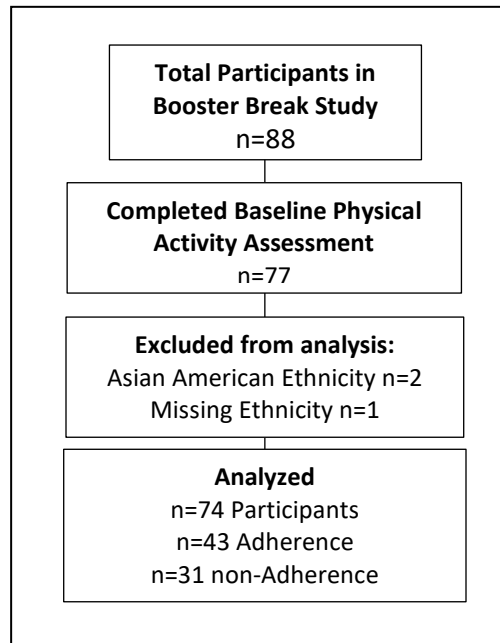 Total Participants in
Booster Break Study
n=88
Completed Baseline Physical
Activity Assessment
n=77
Excluded from analysis:
Asian American Ethnicity n=2
Missing Ethnicity n=1
Analyzed
n=74 Participants
n=43 Adherence
n=31 non-Adherence